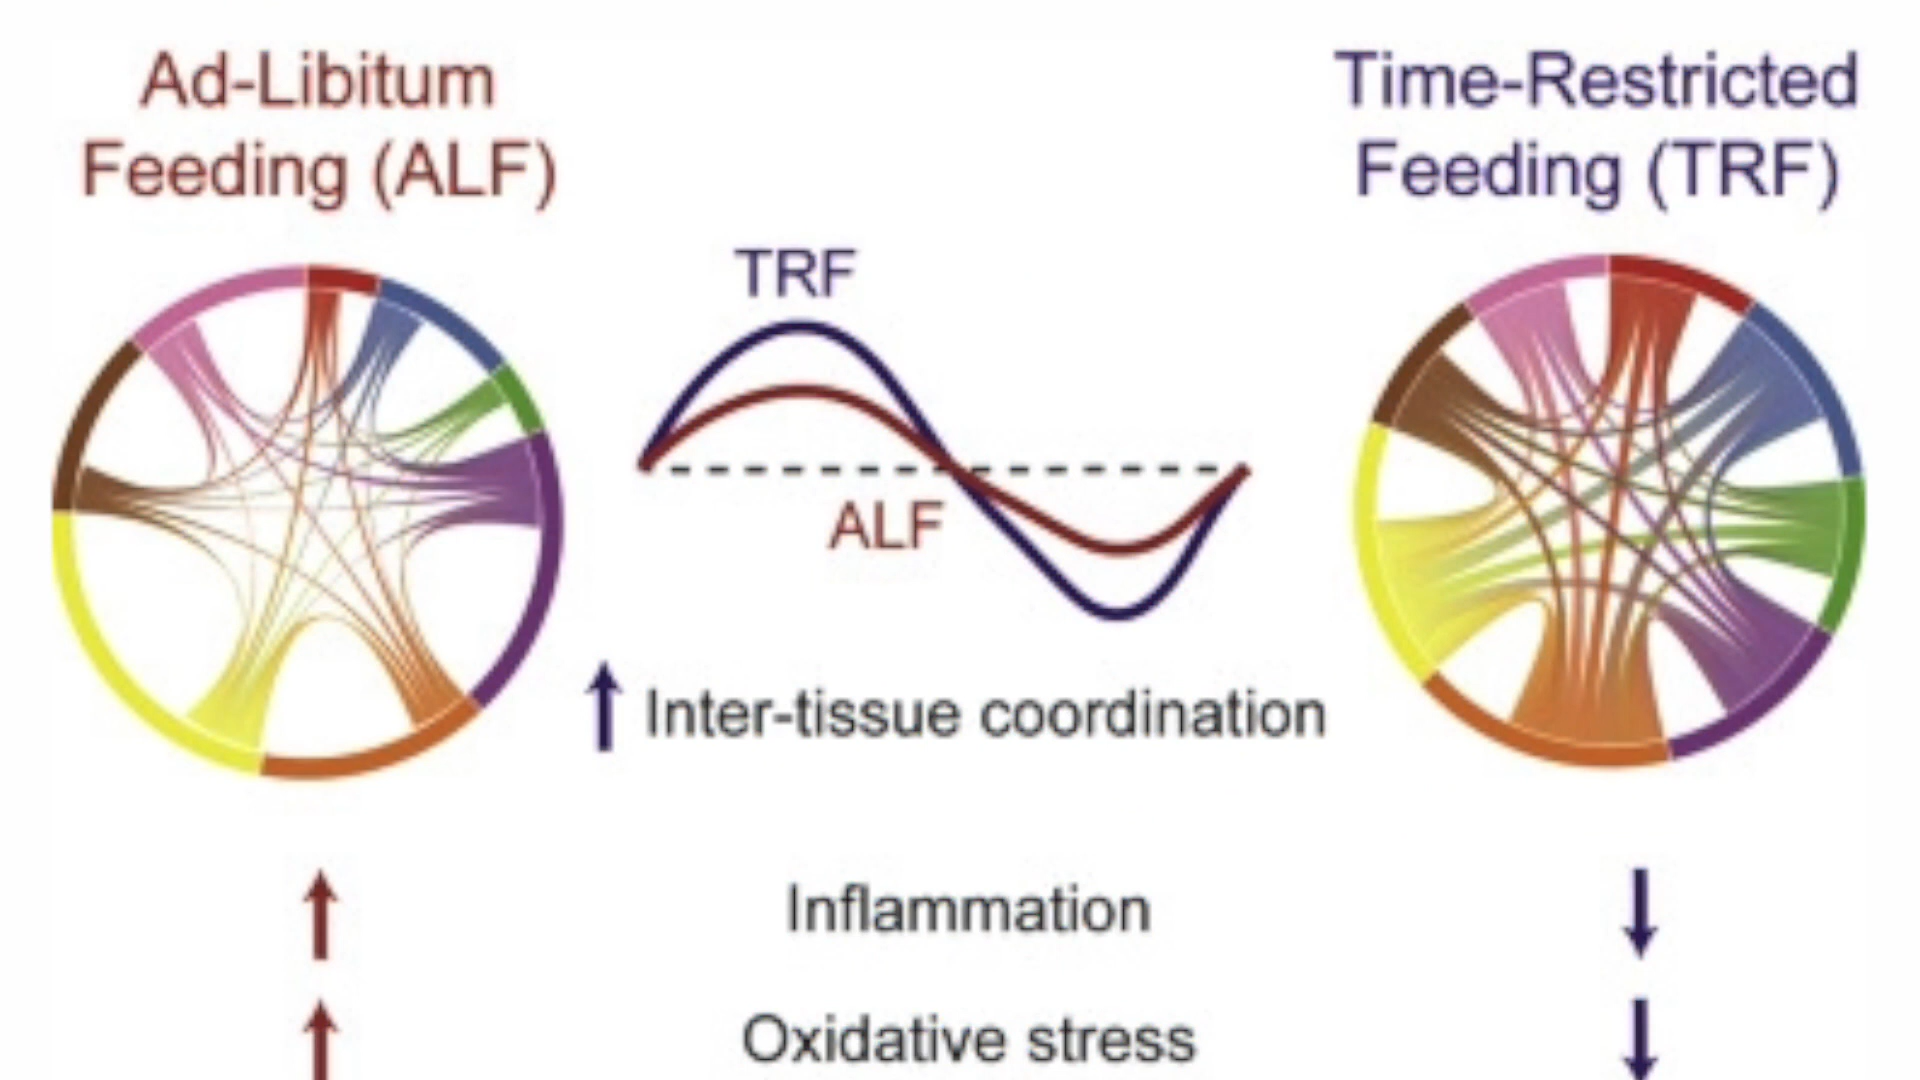 Ad-Libitum
Feeding (ALF)
Time-Restricted
Feeding (TRF)
TRF
ALF
Inter-tissue coordination
Inflammation
Oxidative stress